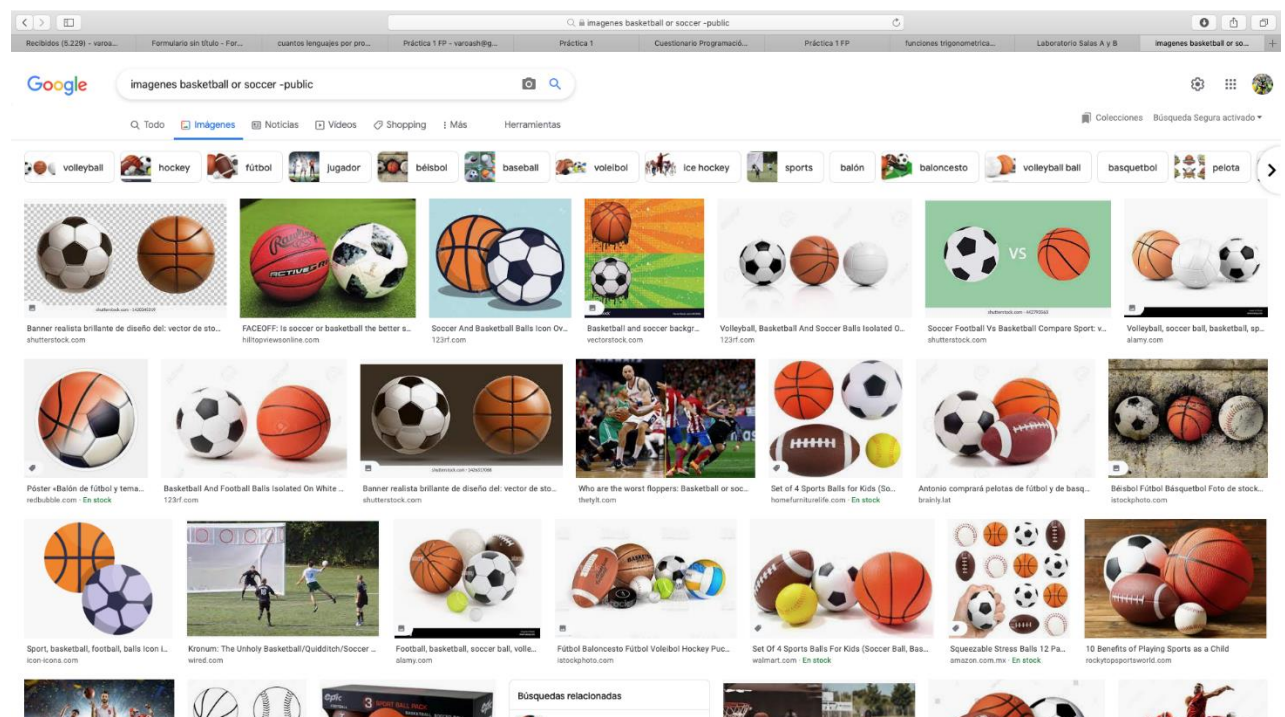 imagenes basketball or soccer -public
Recibidos (5.229) - varoa...
Formulario sin título - For...
cuantos lenguajes por pro...
Práctica 1 FP - varoash@g...
Práctica 1
Cuestionario Programació...
Práctica 1 FP
funciones trigonometrica...
Laboratorio Salas A y B
imagenes basketball or so...
Google
imagenes basketball or soccer -public
Todo
Imágenes
Noticias
Videos
Shopping
Más
Herramientas
Colecciones
Búsqueda Segura activado
volleyball
hockey
fútbol
jugador
béisbol
baseball
voleibol
ice hockey
sports
balón
baloncesto
volleyball ball
basquetbol
pelota
VS
Banner realista brillante de diseño del: vector de sto...
shutterstock.com
FACEOFF: Is soccer or basketball the better s...
hilltopviewsonline.com
Soccer And Basketball Balls Icon Ov...
123rf.com
Basketball and soccer backgr...
vectorstock.com
Volleyball, Basketball And Soccer Balls Isolated O...
123rf.com
Soccer Football Vs Basketball Compare Sport: v...
shutterstock.com
Volleyball, soccer ball, basketball, sp...
alamy.com
Póster «Balón de fútbol y tema...
redbubble.com · En stock
Basketball And Football Balls Isolated On White ...
123rf.com
Banner realista brillante de diseño del: vector de sto...
shutterstock.com
Who are the worst floppers: Basketball or soc...
thetylt.com
Set of 4 Sports Balls for Kids (So...
homefurniturelife.com · En stock
Antonio comprará pelotas de fútbol y de basq...
brainly.lat
Béisbol Fútbol Básquetbol Foto de stock...
istockphoto.com
Sport, basketball, football, balls Icon i...
icon-icons.com
Kronum: The Unholy Basketball/Quidditch/Soccer ...
wired.com
Football, basketball, soccer ball, volle...
alamy.com
Fútbol Baloncesto Fútbol Voleibol Hockey Puc...
istockphoto.com
Set Of 4 Sports Balls For Kids (Soccer Ball, Bas...
walmart.com · En stock
Squeezable Stress Balls 12 Pa...
amazon.com.mx · En stock
10 Benefits of Playing Sports as a Child
rockytopsportsworld.com
epic
3 SPORT BALL PACK
Búsquedas relacionadas